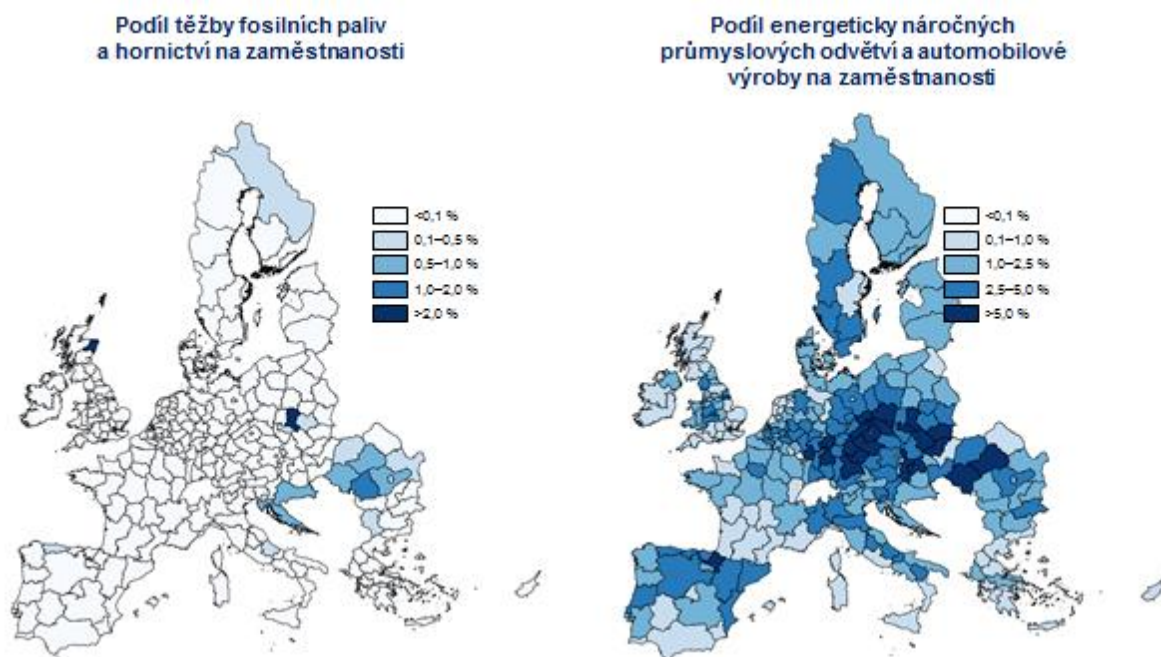 Podíl těžby fosilních paliv
a hornictví na zaměstnanosti
<0,1 %
0,1–0,5 %
0,5–1,0 %
1,0–2,0 %
>2,0 %
Podíl energeticky náročných
průmyslových odvětví a automobilové
výroby na zaměstnanosti
<0,1 %
0,1–1,0 %
1,0–2,5 %
2,5–5,0 %
>5,0 %